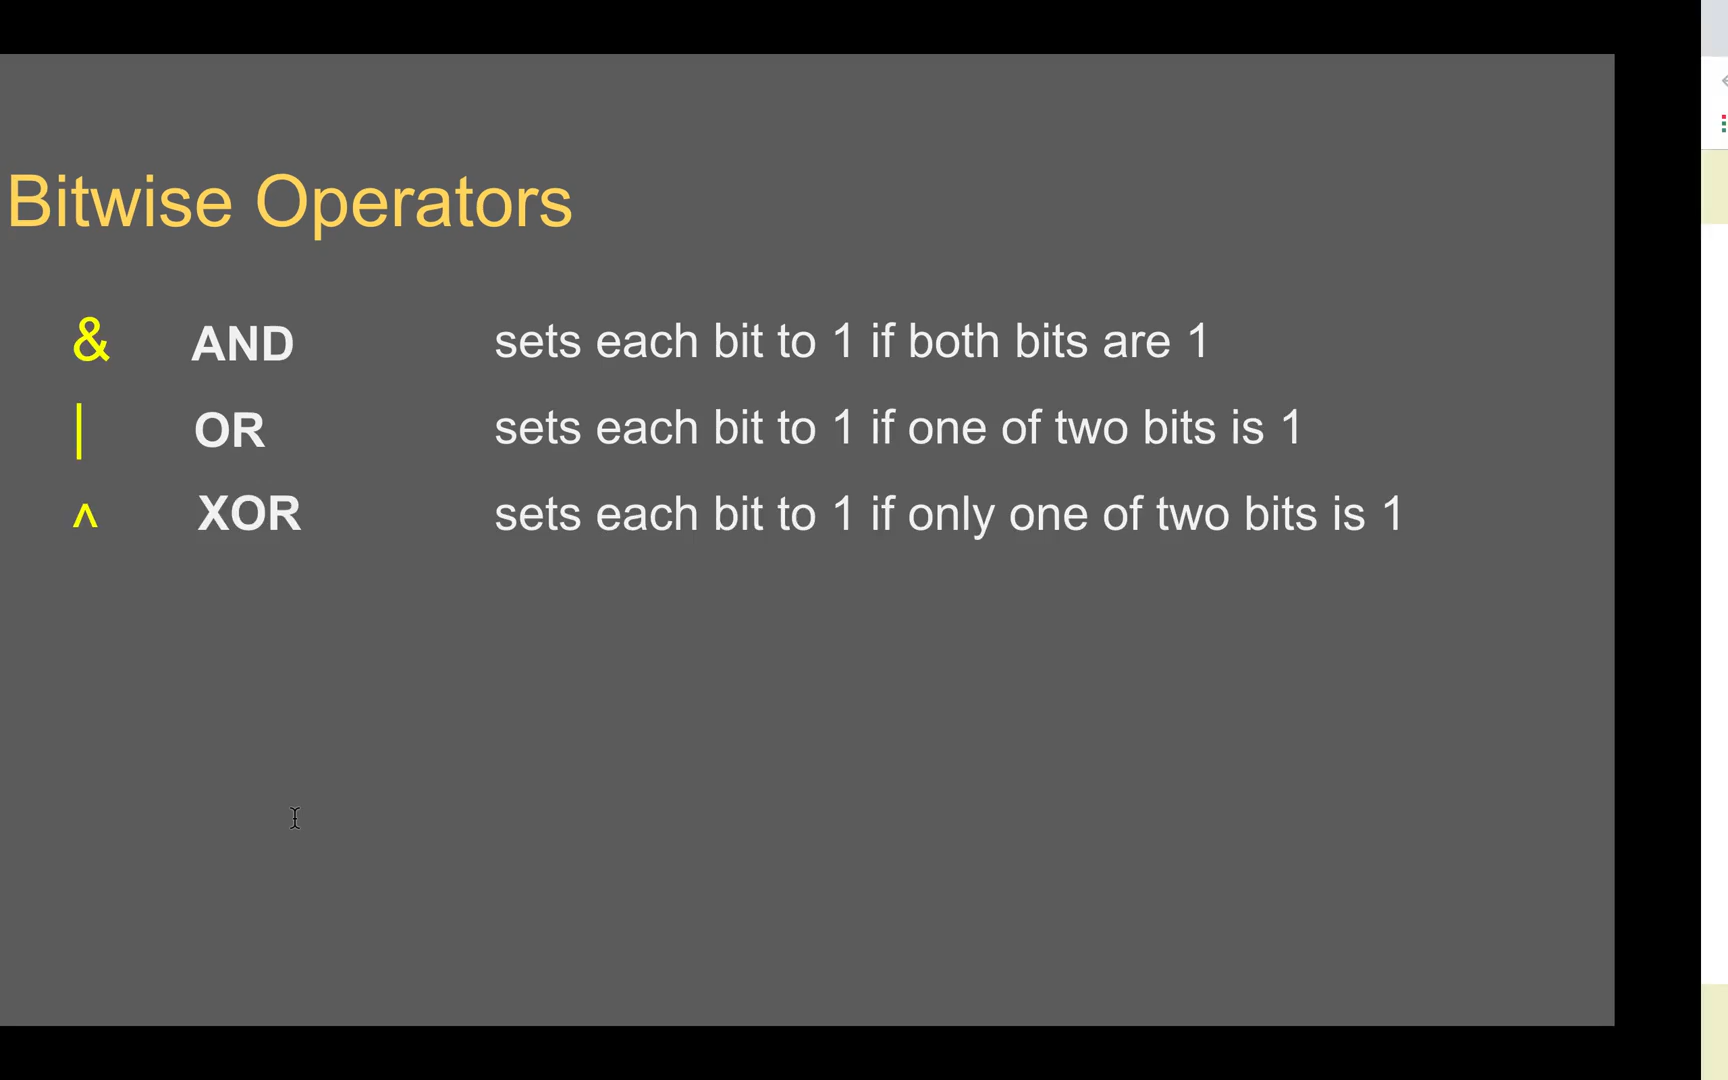 Bitwise Operators
& AND sets each bit to 1 if both bits are 1
| OR sets each bit to 1 if one of two bits is 1
^ XOR sets each bit to 1 if only one of two bits is 1